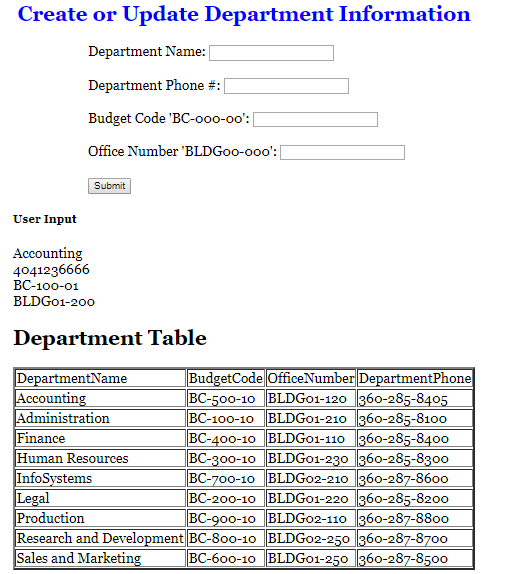 Create or Update Department Information
Department Name:
Department Phone #:
Budget Code 'BC-000-00':
Office Number 'BLDG00-000':
Submit
User Input
Accounting
4041236666
BC-100-01
BLDG01-200
Department Table
DepartmentName BudgetCode OfficeNumber DepartmentPhone
Accounting BC-500-10 BLDG01-120 360-285-8405
Administration BC-100-10 BLDG01-210 360-285-8100
Finance BC-400-10 BLDG01-110 360-285-8400
Human Resources BC-300-10 BLDG01-230 360-285-8300
InfoSystems BC-700-10 BLDG02-210 360-287-8600
Legal BC-200-10 BLDG01-220 360-285-8200
Production BC-900-10 BLDG02-110 360-287-8800
Research and Development BC-800-10 BLDG02-250 360-287-8700
Sales and Marketing BC-600-10 BLDG01-250 360-287-8500